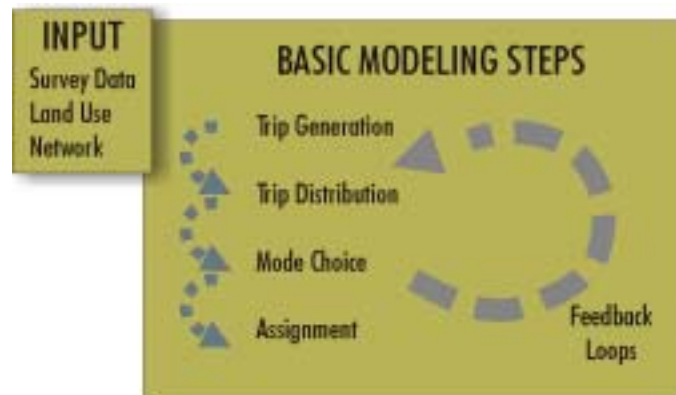 INPUT
Survey Data
Land Use
Network
BASIC MODELING STEPS
Trip Generation
Trip Distribution
Mode Choice
Assignment
Feedback
Loops